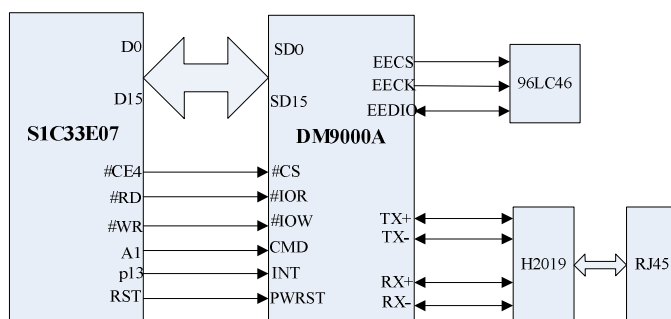 D0
D15
S1C33E07
#CE4
#RD
#WR
A1
p13
RST
SD0
SD15
DM9000A
#CS
#IOR
#IOW
CMD
INT
PWRST
EECS
EECK
EEDIO
TX+
TX-
RX+
RX-
96LC46
H2019
RJ45